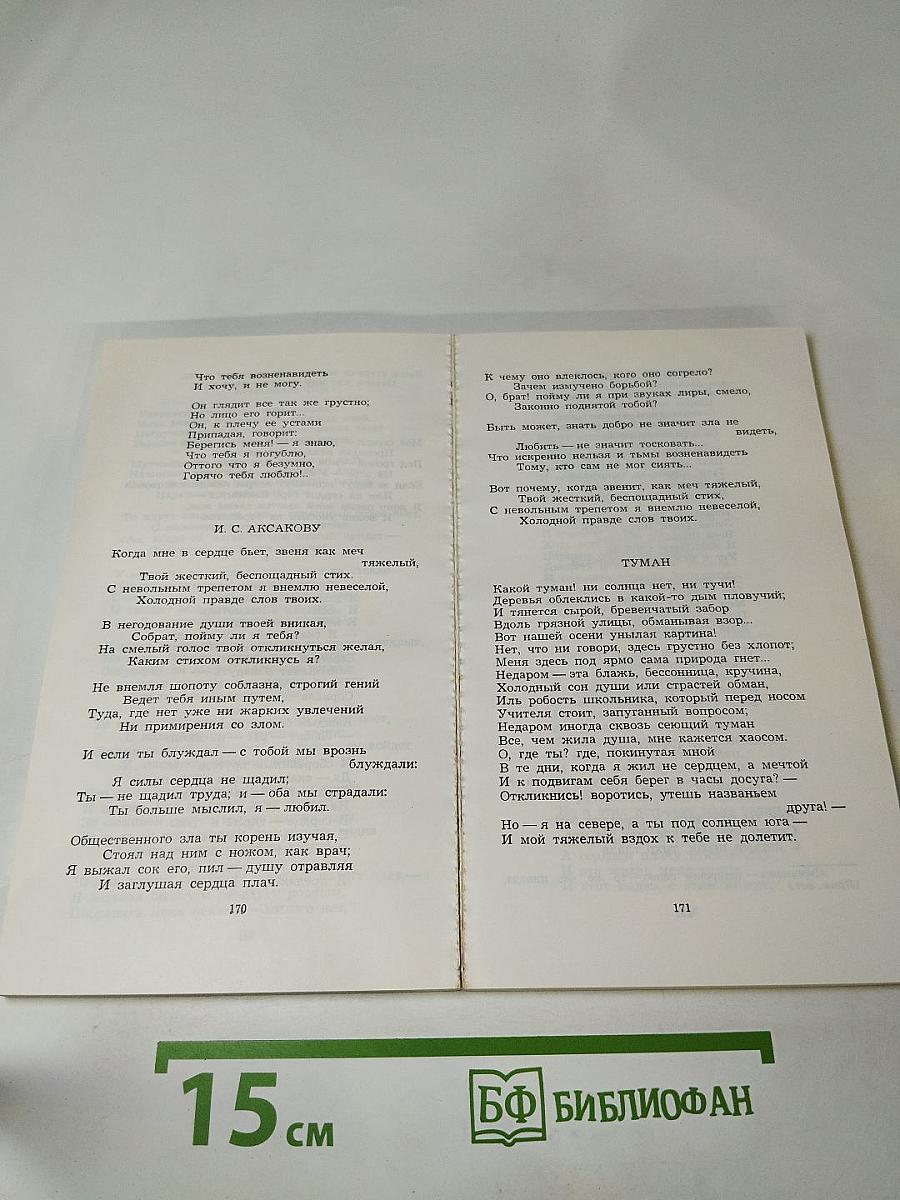 Что тебя возненавидеть
И хочу, и не могу.
Он глядит все так же грустно;
Но лицо его горит...
Он, к плечу ее устами
Припадая, говорит:
Берегись меня! — я знаю,
Что тебя я погублю,
Оттого что я безумно,
Горячо тебя люблю!..
И. С. АКСАКОВУ
Когда мне в сердце бьет, звеня как меч
тяжелый,
Твой жесткий, беспощадный стих.
С невольным трепетом я внемлю невеселой,
Холодной правде слов твоих.
В негодование души твоей вникая,
Собрат, пойму ли я тебя?
На смелый голос твой откликнуться желая,
Каким стихом откликнусь я?
Не внемля шопоту соблазна, строгий гений
Ведет тебя иным путем,
Туда, где нет уже ни жарких увлечений
Ни примирения со злом.
И если ты блуждал — с тобой мы врознь
блуждали:
Я силы сердца не щадил;
Ты — не щадил труда; и — оба мы страдали:
Ты больше мыслил, я — любил.
Общественного зла ты корень изучая,
Стоял над ним с ножом, как врач;
Я выжал сок его, пил — душу отравляя
И заглушая сердца плач.
170
К чему оно влеклось, кого оно согрело?
Зачем измучено борьбой?
О, брат! пойму ли я при звуках лиры, смело,
Законно поднятой тобой?
Быть может, знать добро не значит зла не
видеть,
Любить — не значит тосковать...
Что искренно нельзя и тьмы возненавидеть
Тому, кто сам не мог сиять...
Вот почему, когда звенит, как меч тяжелый,
Твой жесткий, беспощадный стих,
С невольным трепетом я внемлю невеселой,
Холодной правде слов твоих.
ТУМАН
Какой туман! ни солнца нет, ни тучи!
Деревья облеклись в какой-то дым пловучий;
И тянется сырой, бревенчатый забор
Вдоль грязной улицы, обманывая взор...
Вот нашей осени унылая картина!
Нет, что ни говори, здесь грустно без хлопот;
Меня здесь под ярмо сама природа гнет...
Недаром — эта блажь, бессонница, кручина,
Холодный сон души или страстей обман,
Иль робость школьника, который перед носом
Учителя стоит, запуганный вопросом;
Недаром иногда сквозь сеющий туман
Все, чем жила душа, мне кажется хаосом.
О, где ты? где, покинутая мной
В те дни, когда я жил не сердцем, а мечтой
И к подвигам себя берег в часы досуга? —
Откликнись! воротись, утешь названьем
друга! —
Но — я на севере, а ты под солнцем юга —
И мой тяжелый вздох к тебе не долетит.
171
15 см
БФ БИБЛИОФАН